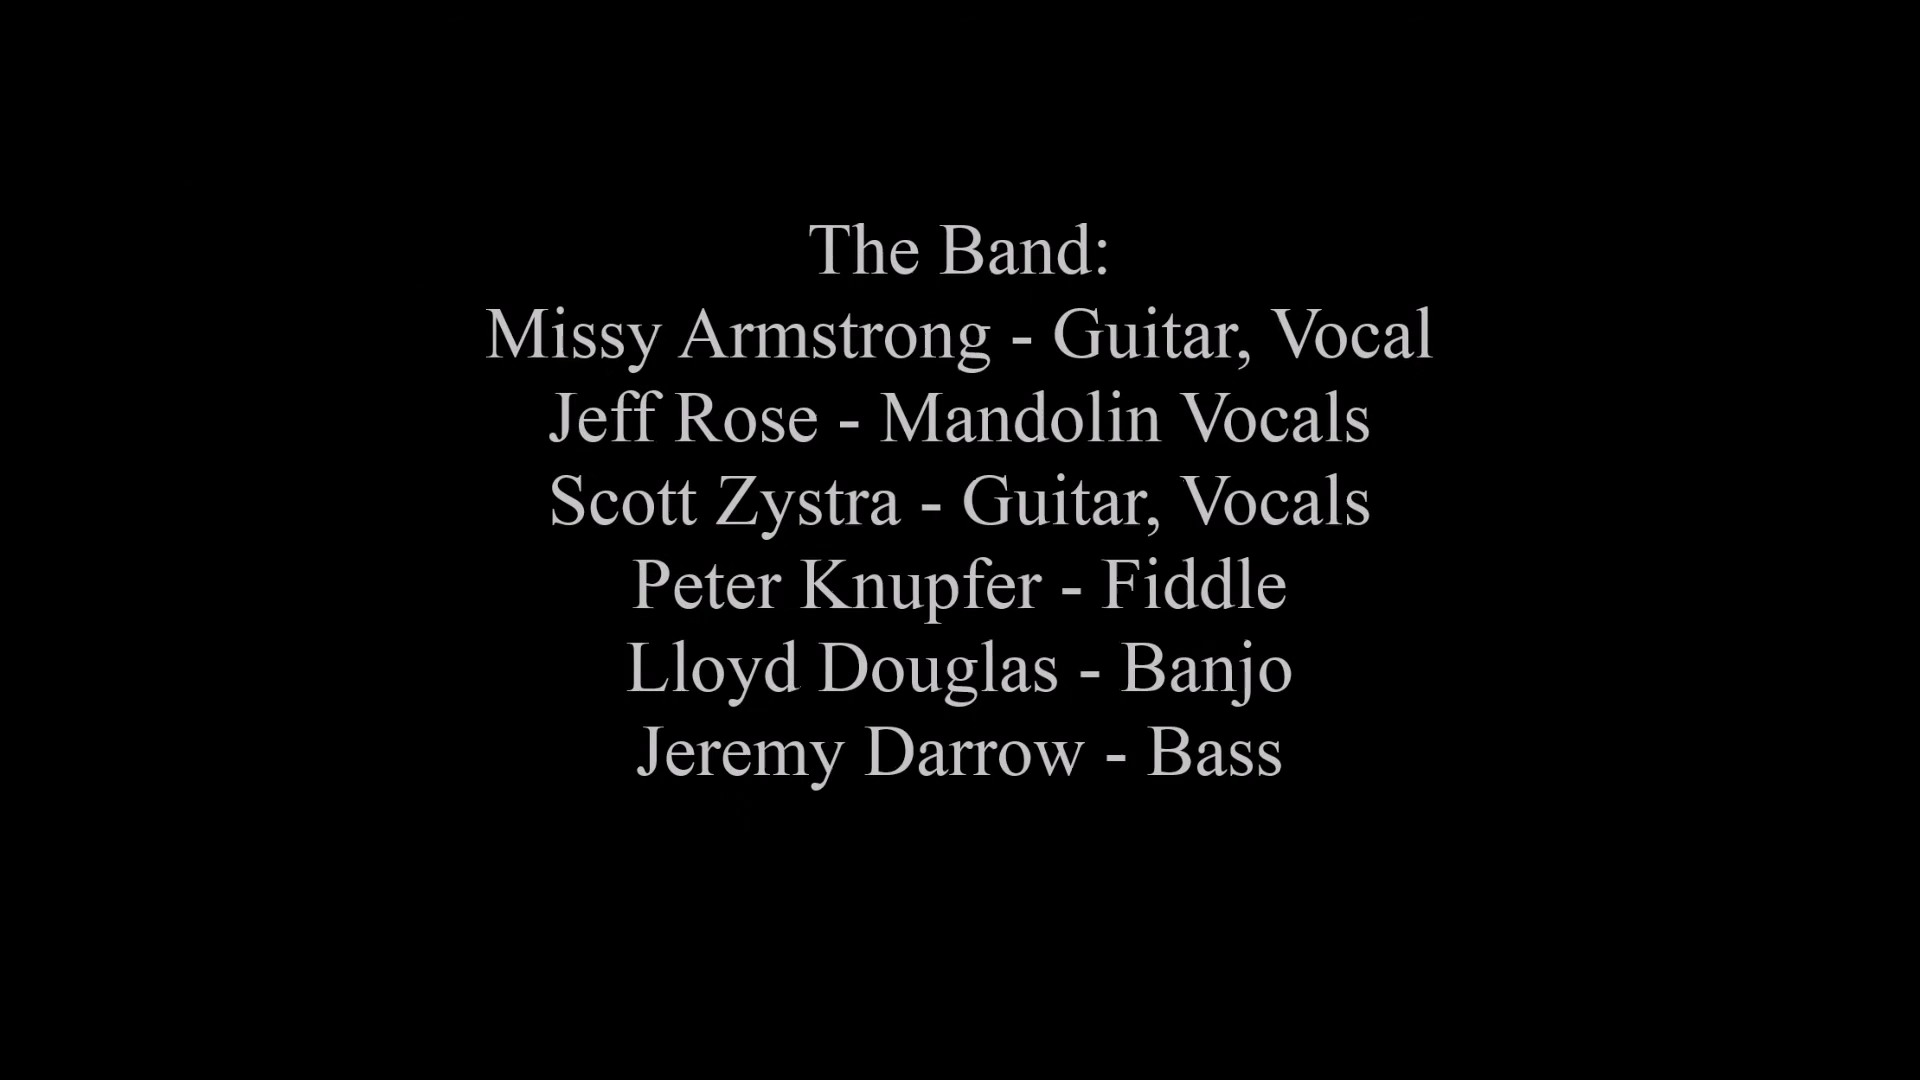 The Band:
Missy Armstrong - Guitar, Vocal
Jeff Rose - Mandolin Vocals
Scott Zystra - Guitar, Vocals
Peter Knupfer - Fiddle
Lloyd Douglas - Banjo
Jeremy Darrow - Bass